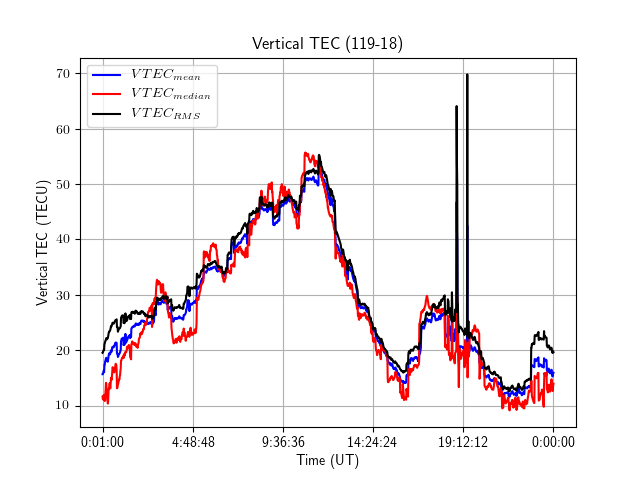 Vertical TEC (119-18)
VTEC_mean
VTEC_median
VTEC_RMS
70
60
50
40
30
20
10
Vertical TEC (TECU)
0:01:00 4:48:48 9:36:36 14:24:24 19:12:12 0:00:00
Time (UT)